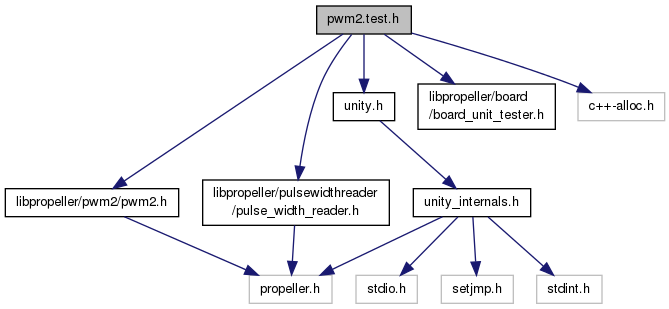 pwm2.test.h
libpropeller/board
/board_unit_tester.h
unity.h
c++-alloc.h
libpropeller/pwm2/pwm2.h
libpropeller/pulsewidthreader
/pulse_width_reader.h
unity_internals.h
propeller.h
stdio.h
setjmp.h
stdint.h